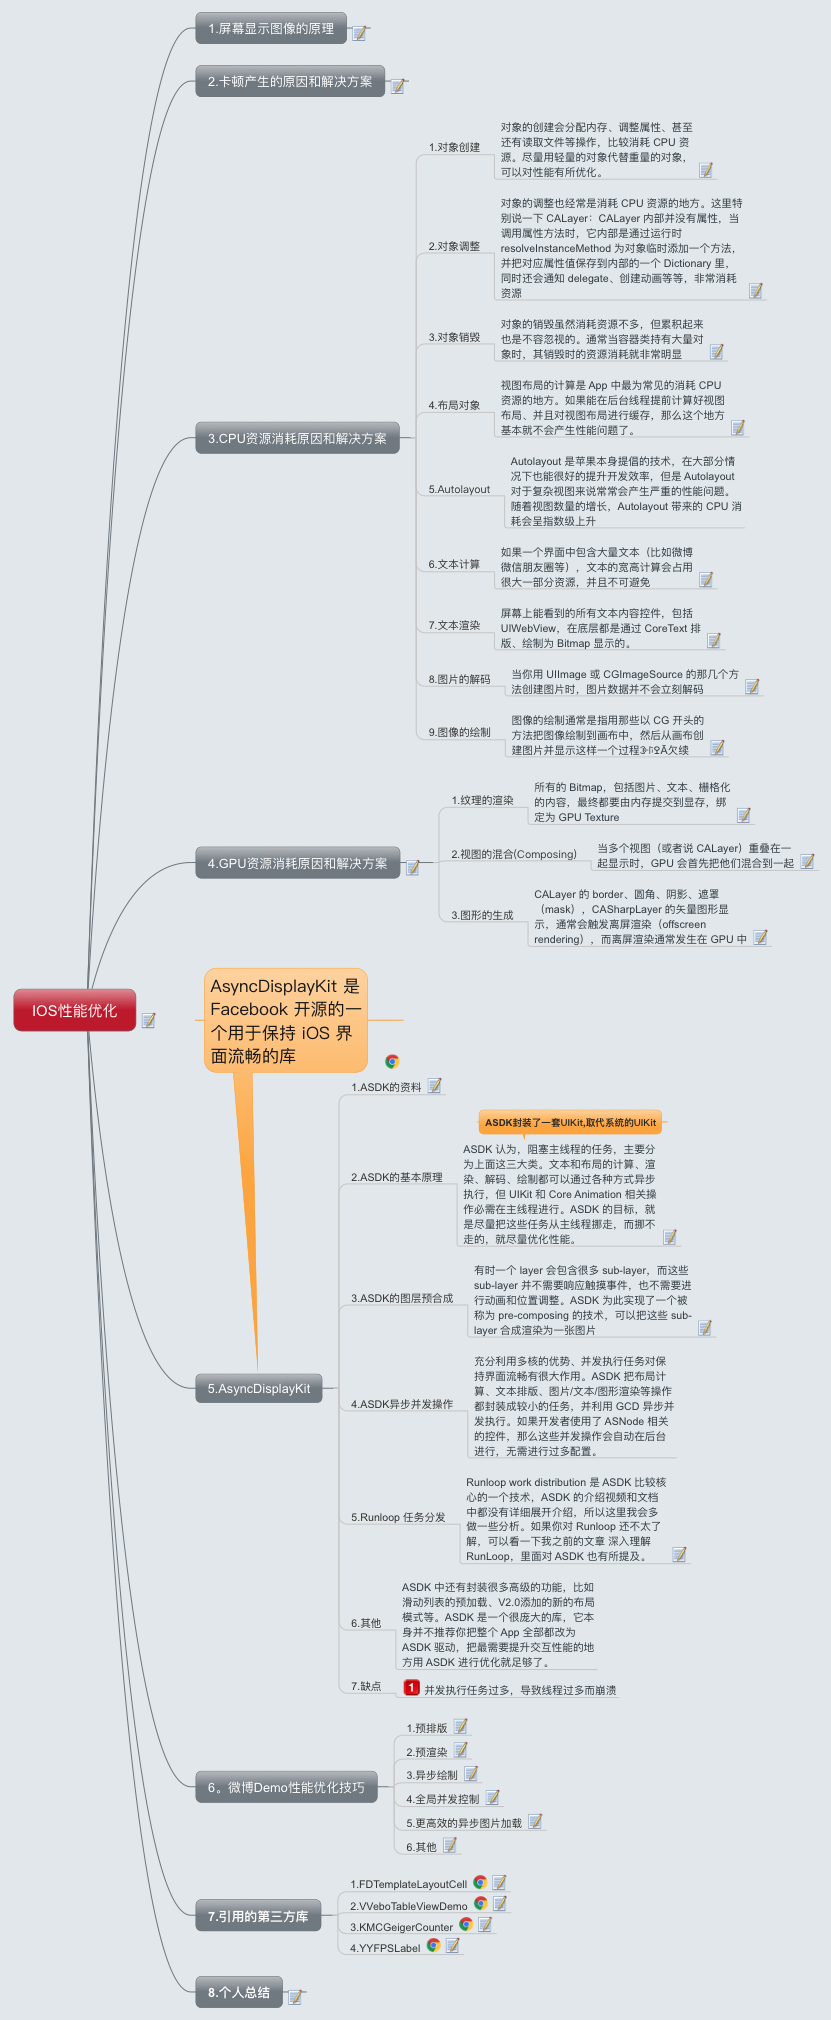 1.屏幕显示图像的原理
2.卡顿产生的原因和解决方案
3.CPU资源消耗原因和解决方案
1.对象创建
对象的创建会分配内存、调整属性、甚至
还有读取文件等操作，比较消耗 CPU 资
源。尽量用轻量的对象代替重量的对象，
可以对性能有所优化。
2.对象调整
对象的调整也经常是消耗 CPU 资源的地方。这里特
别说一下 CALayer：CALayer 内部并没有属性，当
调用属性方法时，它内部是通过运行时
resolveInstanceMethod 为对象临时添加一个方法，
并把对应属性值保存到内部的一个 Dictionary 里，
同时还会通知 delegate、创建动画等等，非常消耗
资源
3.对象销毁
对象的销毁虽然消耗资源不多，但累积起来
也是不容忽视的。通常当容器类持有大量对
象时，其销毁时的资源消耗就非常明显
4.布局对象
视图布局的计算是 App 中最为常见的消耗 CPU
资源的地方。如果能在后台线程提前计算好视图
布局、并且对视图布局进行缓存，那么这个地方
基本就不会产生性能问题了。
5.Autolayout
Autolayout 是苹果本身提倡的技术，在大部分情
况下也能很好的提升开发效率，但是 Autolayout
对于复杂视图来说常常会产生严重的性能问题。
随着视图数量的增长，Autolayout 带来的 CPU 消
耗会呈指数级上升
6.文本计算
如果一个界面中包含大量文本（比如微博
微信朋友圈等），文本的宽高计算会占用
很大一部分资源，并且不可避免
7.文本渲染
屏幕上能看到的所有文本内容控件，包括
UIWebView，在底层都是通过 CoreText 排
版、绘制为 Bitmap 显示的。
8.图片的解码
当你用 UIImage 或 CGImageSource 的那几个方
法创建图片时，图片数据并不会立刻解码
9.图像的绘制
图像的绘制通常是指用那些以 CG 开头的
方法把图像绘制到画布中，然后从画布创
建图片并显示这样一个过程
欠续
4.GPU资源消耗原因和解决方案
1.纹理的渲染
所有的 Bitmap，包括图片、文本、栅格化
的内容，最终都要由内存提交到显存，绑
定为 GPU Texture
2.视图的混合(Composing)
当多个视图（或者说 CALayer）重叠在一
起显示时，GPU 会首先把他们混合到一起
3.图形的生成
CALayer 的 border、圆角、阴影、遮罩
（mask），CASharpLayer 的矢量图形显
示，通常会触发离屏渲染（offscreen
rendering），而离屏渲染通常发生在 GPU 中
IOS性能优化
AsyncDisplayKit 是
Facebook 开源的一
个用于保持 iOS 界
面流畅的库
5.AsyncDisplayKit
1.ASDK的资料
ASDK封装了一套UIKit,取代系统的UIKit
2.ASDK的基本原理
ASDK 认为，阻塞主线程的任务，主要分
为上面这三大类。文本和布局的计算、渲
染、解码、绘制都可以通过各种方式异步
执行，但 UIKit 和 Core Animation 相关操
作必需在主线程进行。ASDK 的目标，就
是尽量把这些任务从主线程挪走，而挪不
走的，就尽量优化性能。
3.ASDK的图层预合成
有时一个 layer 会包含很多 sub-layer，而这些
sub-layer 并不需要响应触摸事件，也不需要进
行动画和位置调整。ASDK 为此实现了一个被
称为 pre-composing 的技术，可以把这些 sub-
layer 合成渲染为一张图片
4.ASDK异步并发操作
充分利用多核的优势、并发执行任务对保
持界面流畅有很大作用。ASDK 把布局计
算、文本排版、图片/文本/图形渲染等操作
都封装成较小的任务，并利用 GCD 异步并
发执行。如果开发者使用了 ASNode 相关
的控件，那么这些并发操作会自动在后台
进行，无需进行过多配置。
5.Runloop 任务分发
Runloop work distribution 是 ASDK 比较核
心的一个技术，ASDK 的介绍视频和文档
中都没有详细展开介绍，所以这里我会多
做一些分析。如果你对 Runloop 还不太了
解，可以看一下我之前的文章 深入理解
RunLoop，里面对 ASDK 也有所提及。
6.其他
ASDK 中还有封装很多高级的功能，比如
滑动列表的预加载、V2.0添加的新的布局
模式等。ASDK 是一个很庞大的库，它本
身并不推荐你把整个 App 全部都改为
ASDK 驱动，把最需要提升交互性能的地
方用 ASDK 进行优化就足够了。
7.缺点
1 并发执行任务过多，导致线程过多而崩溃
6。微博Demo性能优化技巧
1.预排版
2.预渲染
3.异步绘制
4.全局并发控制
5.更高效的异步图片加载
6.其他
7.引用的第三方库
1.FDTemplateLayoutCell
2.VVeboTableViewDemo
3.KMCGeigerCounter
4.YYFPSLabel
8.个人总结